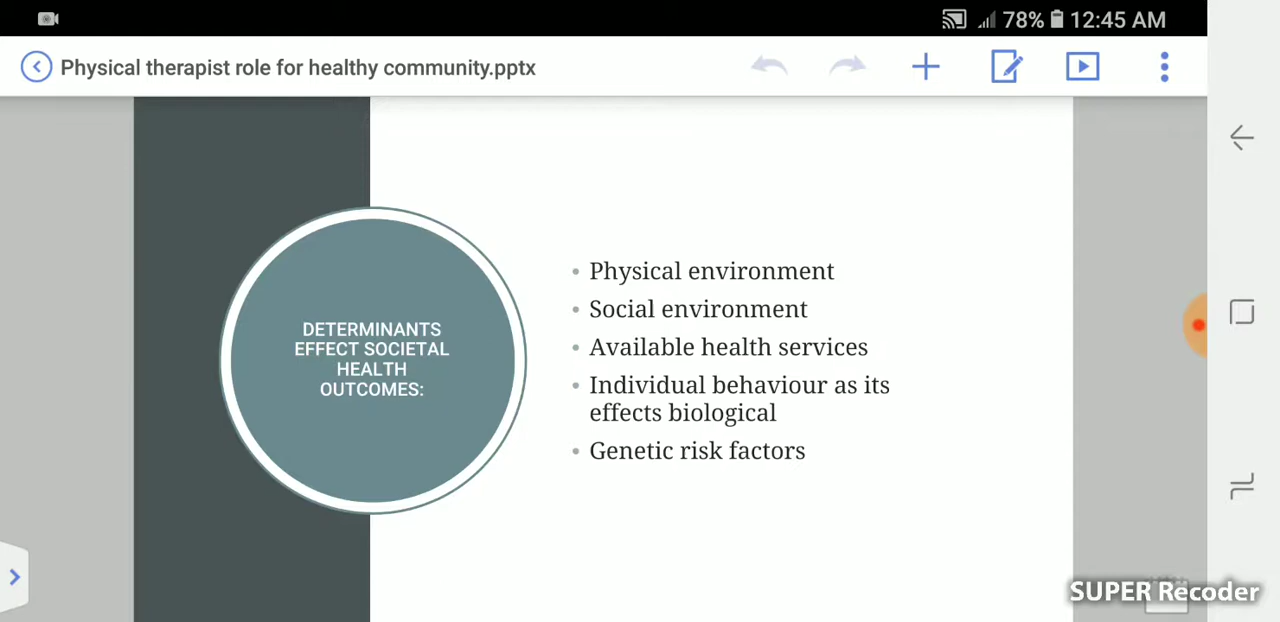 78% 12:45 AM
Physical therapist role for healthy community.pptx
DETERMINANTS
EFFECT SOCIETAL
HEALTH
OUTCOMES:
• Physical environment
• Social environment
• Available health services
• Individual behaviour as its
effects biological
• Genetic risk factors
SUPER Recoder